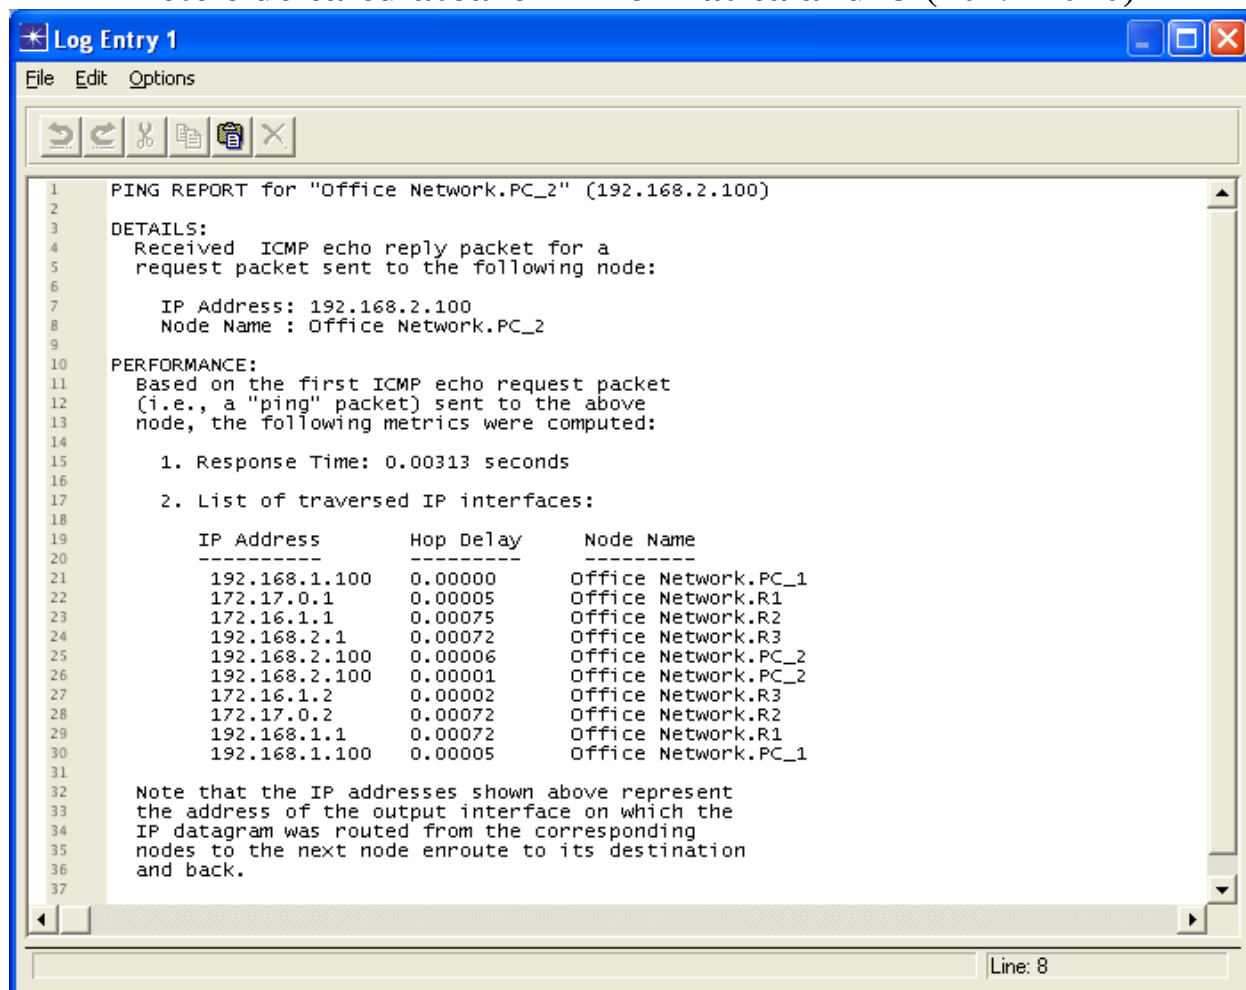 Log Entry 1
File Edit Options
1 PING REPORT for "Office Network.PC_2" (192.168.2.100)
2
3 DETAILS:
4 Received ICMP echo reply packet for a
5 request packet sent to the following node:
6
7 IP Address: 192.168.2.100
8 Node Name : Office Network.PC_2
9
10 PERFORMANCE:
11 Based on the first ICMP echo request packet
12 (i.e., a "ping" packet) sent to the above
13 node, the following metrics were computed:
14
15 1. Response Time: 0.00313 seconds
16
17 2. List of traversed IP interfaces:
18
19 IP Address Hop Delay Node Name
20 ---------- --------- ---------
21 192.168.1.100 0.00000 Office Network.PC_1
22 172.17.0.1 0.00005 Office Network.R1
23 172.16.1.1 0.00075 Office Network.R2
24 192.168.2.1 0.00072 Office Network.R3
25 192.168.2.100 0.00006 Office Network.PC_2
26 192.168.2.100 0.00001 Office Network.PC_2
27 172.16.1.2 0.00002 Office Network.R3
28 172.17.0.2 0.00072 Office Network.R2
29 192.168.1.1 0.00072 Office Network.R1
30 192.168.1.100 0.00005 Office Network.PC_1
31
32 Note that the IP addresses shown above represent
33 the address of the output interface on which the
34 IP datagram was routed from the corresponding
35 nodes to the next node enroute to its destination
36 and back.
37
Line: 8